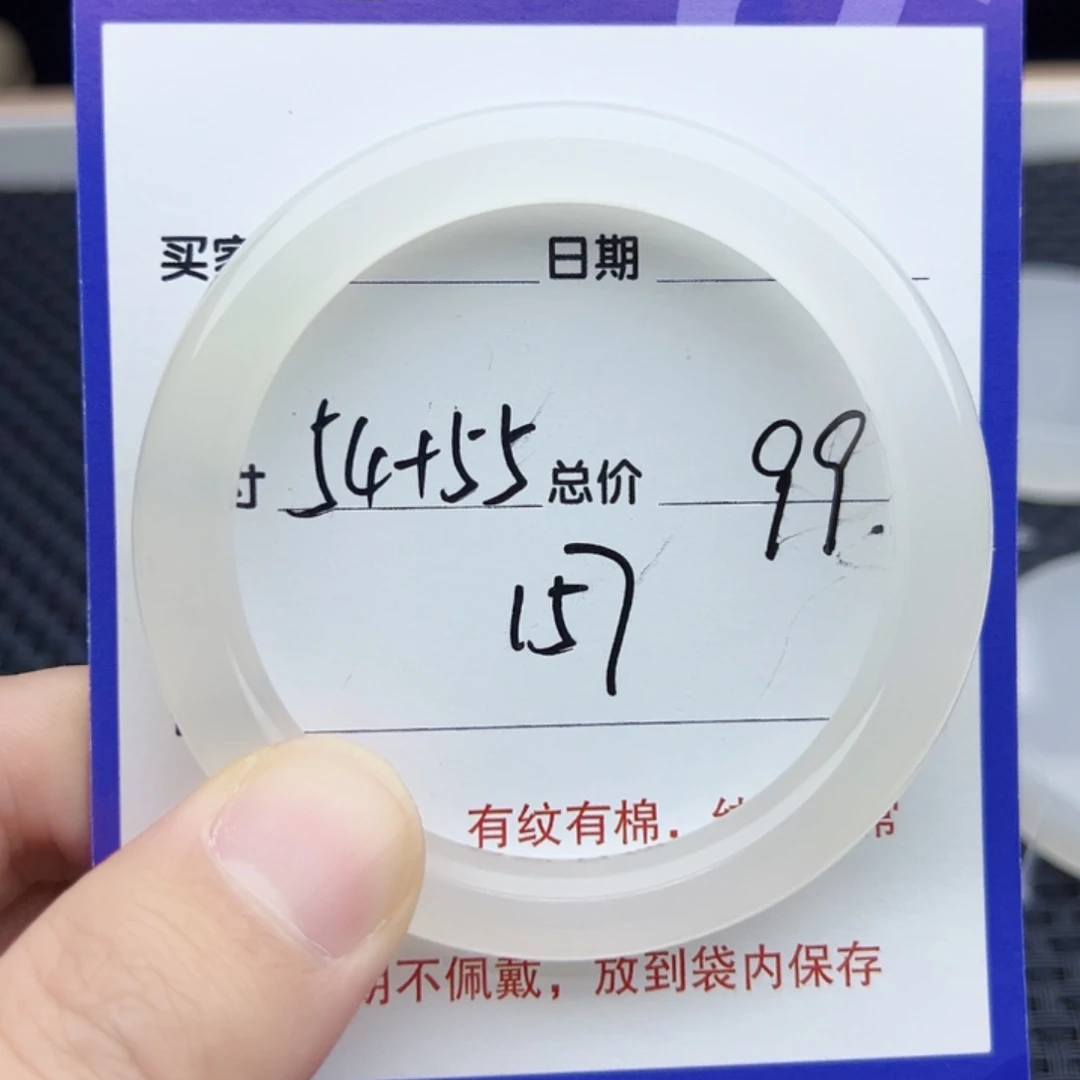 买家 日期
寸 54+55 总价 99.
157
有纹有棉.
期不佩戴，放到袋内保存